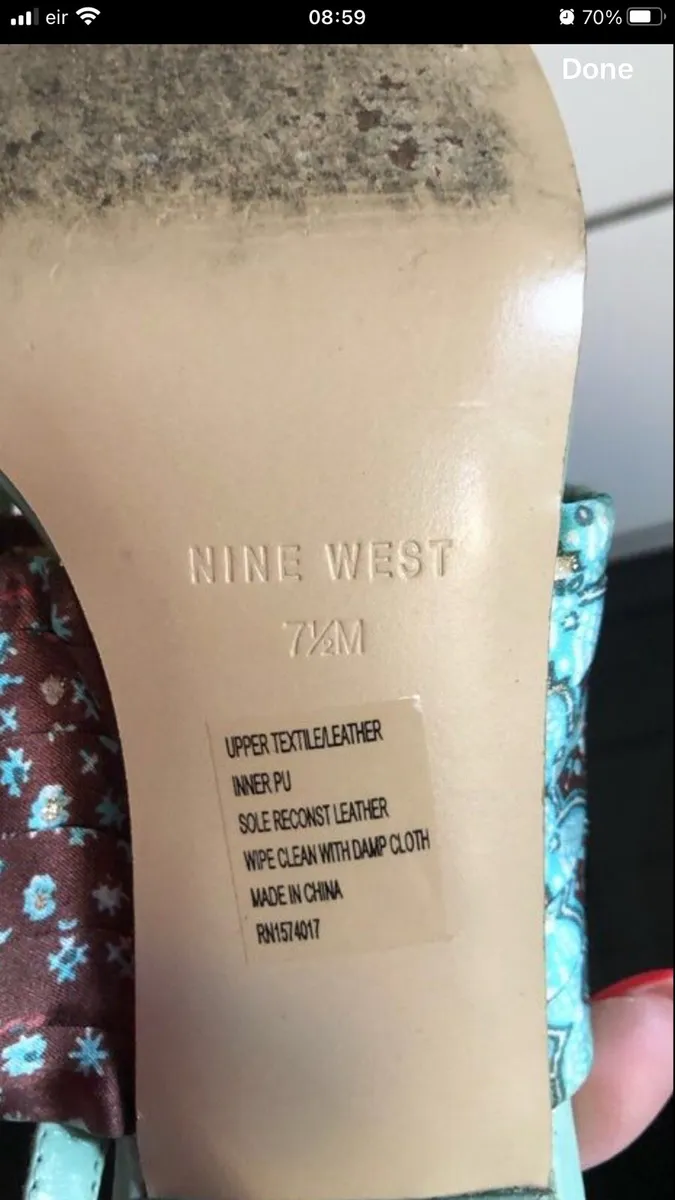 eir 08:59 70%
Done
NINE WEST
7½M
UPPER TEXTILE/LEATHER
INNER PU
SOLE RECONST LEATHER
WIPE CLEAN WITH DAMP CLOTH
MADE IN CHINA
RN1574017